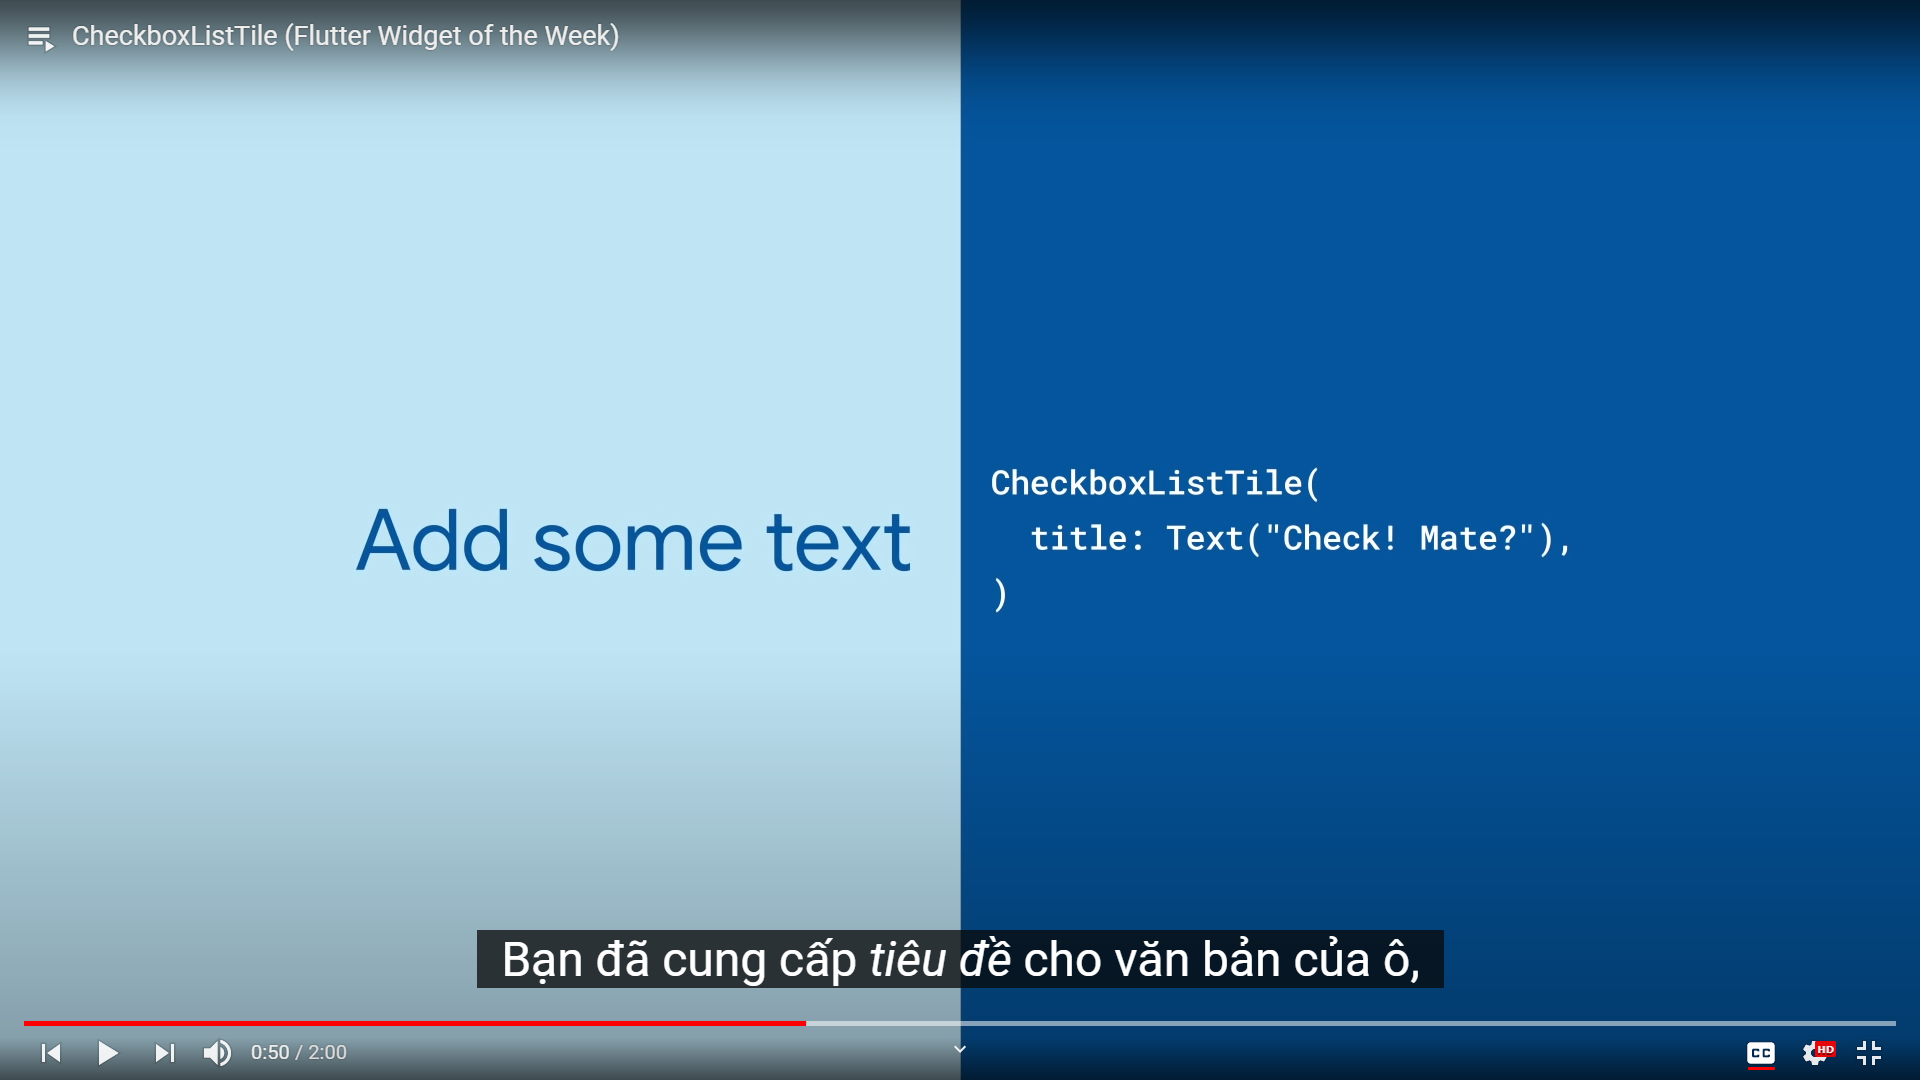 CheckboxListTile (Flutter Widget of the Week)
Add some text
CheckboxListTile(
title: Text("Check! Mate?"),
)
Bạn đã cung cấp tiêu đề cho văn bản của ô,
0:50 / 2:00
CC
HD